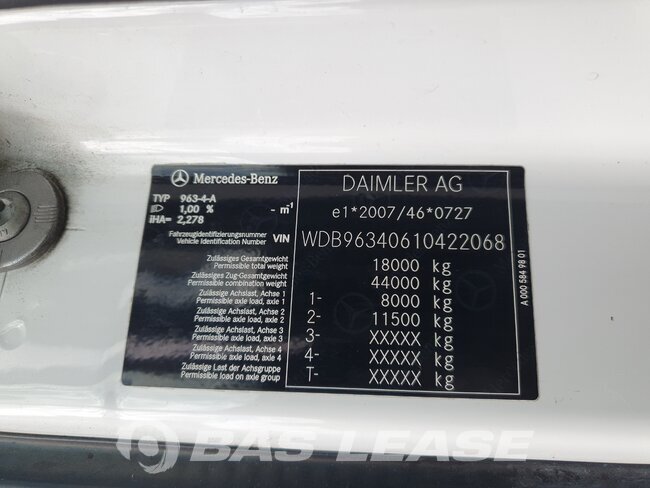 Mercedes-Benz
TYP 963-4-A
1,00 % - m⁻¹
iHA= 2,278
DAIMLER AG
e1*2007/46*0727
Fahrzeugidentifizierungsnummer
Vehicle Identification Number VIN WDB96340610422068
Zulässiges Gesamtgewicht
Permissible total weight 18000 kg
Zulässiges Zug-Gesamtgewicht
Permissible combination weight 44000 kg
Zulässige Achslast, Achse 1
Permissible axle load, axle 1 1- 8000 kg
Zulässige Achslast, Achse 2
Permissible axle load, axle 2 2- 11500 kg
Zulässige Achslast, Achse 3
Permissible axle load, axle 3 3- XXXXX kg
Zulässige Achslast, Achse 4
Permissible axle load, axle 4 4- XXXXX kg
Zulässige Last der Achsgruppe
Permissible load on axle group T- XXXXX kg
A 000 584 98 01
BAS LEASE